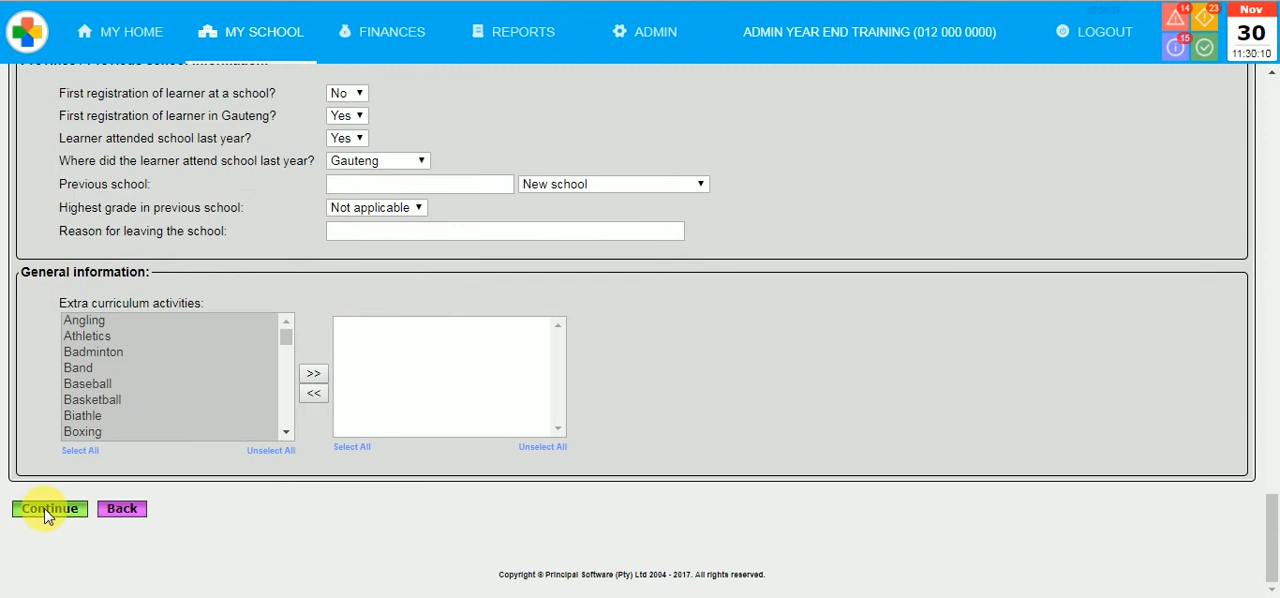 MY HOME MY SCHOOL FINANCES REPORTS ADMIN ADMIN YEAR END TRAINING (012 000 0000) LOGOUT
14 23
15
Nov
30
11:30:10
First registration of learner at a school? No
First registration of learner in Gauteng? Yes
Learner attended school last year? Yes
Where did the learner attend school last year? Gauteng
Previous school: New school
Highest grade in previous school: Not applicable
Reason for leaving the school:
General information:
Extra curriculum activities:
Angling
Athletics
Badminton
Band
Baseball
Basketball
Biathle
Boxing
>>
<<
Select All Unselect All
Select All Unselect All
Continue Back
Copyright © Principal Software (Pty) Ltd 2004 - 2017. All rights reserved.